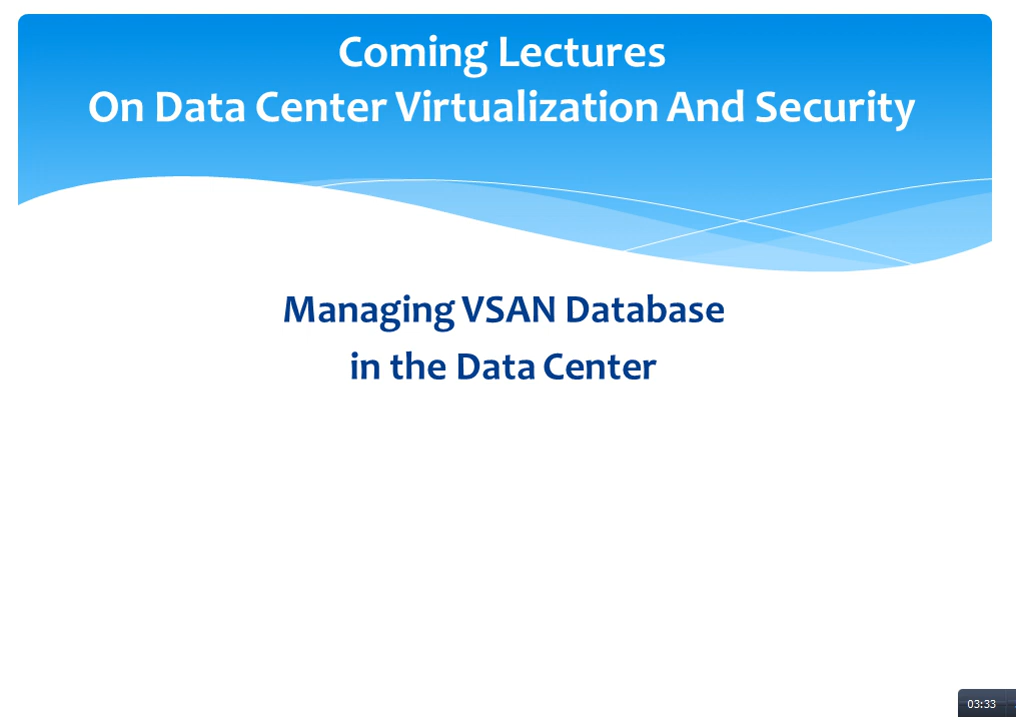 Coming Lectures
On Data Center Virtualization And Security
Managing VSAN Database
in the Data Center
03:33